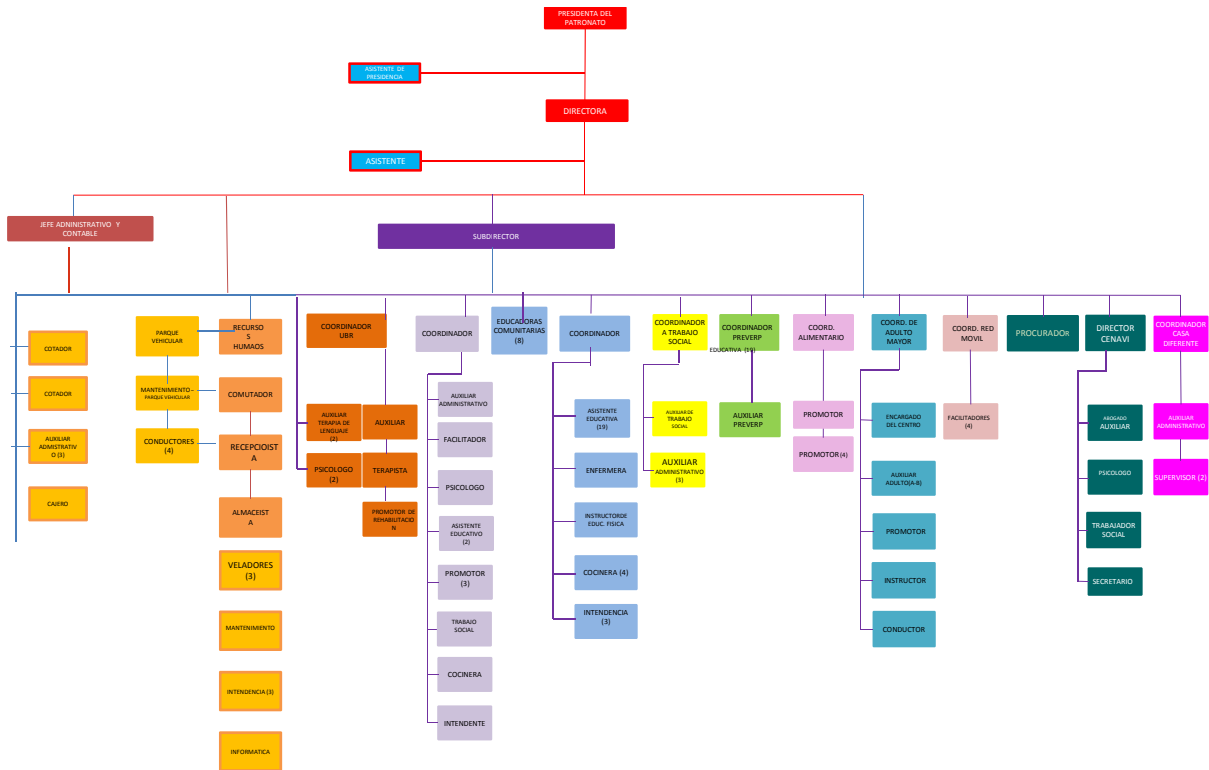 PRESIDENTA DEL
PATRONATO
ASISTENTE DE
PRESIDENCIA
DIRECTORA
ASISTENTE
JEFE ADNINISTRATIVO Y
CONTABLE
SUBDIRECTOR
COTADOR
COTADOR
AUXILIAR
ADMISTRATIV
O (3)
CAJERO
PARQUE
VEHICULAR
MANTENIMIENTO –
PARQUE VEHICULAR
CONDUCTORES
(4)
RECURSO
S
HUMAOS
COMUTADOR
RECEPCIOIST
A
ALMACEIST
A
VELADORES
(3)
MANTENIMIENTO
INTENDENCIA (3)
INFORMATICA
COORDINADOR
UBR
AUXILIAR
TERAPIA DE
LENGUAJE
(2)
PSICOLOGO
(2)
AUXILIAR
TERAPISTA
PROMOTOR DE
REHABILITACIO
N
COORDINADOR
AUXILIAR
ADMINISTRATIVO
FACILITADOR
PSICOLOGO
ASISTENTE
EDUCATIVO
(2)
PROMOTOR
(3)
TRABAJO
SOCIAL
COCINERA
INTENDENTE
EDUCADORAS
COMUNITARIAS
(8)
COORDINADOR
ASISTENTE
EDUCATIVA
(19)
ENFERMERA
INSTRUCTORDE
EDUC. FISICA
COCINERA (4)
INTENDENCIA
(3)
COORDINADOR
A TRABAJO
SOCIAL
AUXILIAR DE
TRABAJO
SOCIAL
AUXILIAR
ADMINISTRATIVO
(3)
COORDINADOR
PREVERP
EDUCATIVA (19)
AUXILIAR
PREVERP
COORD.
ALIMENTARIO
PROMOTOR
PROMOTOR (4)
COORD. DE
ADULTO
MAYOR
ENCARGADO
DEL CENTRO
AUXILIAR
ADULTO(A-B)
PROMOTOR
INSTRUCTOR
CONDUCTOR
COORD. RED
MOVIL
FACILITADORES
(4)
PROCURADOR
DIRECTOR
CENAVI
ABOGADO
AUXILIAR
PSICOLOGO
TRABAJADOR
SOCIAL
SECRETARIO
COORDINADOR
CASA
DIFERENTE
AUXILIAR
ADMINISTRATIVO
SUPERVISOR (2)